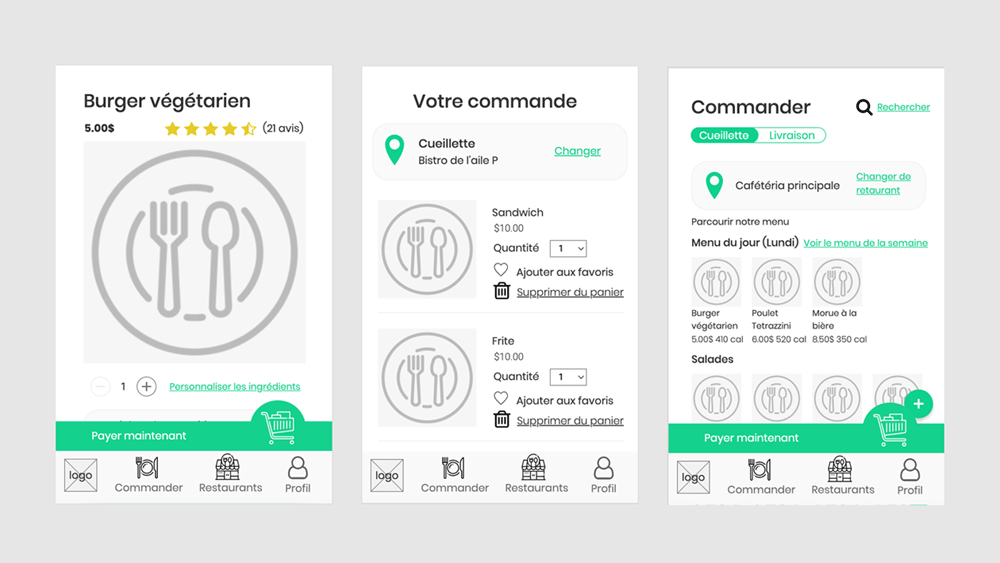 Burger végétarien
5.00$ (21 avis)
1 Personnaliser les ingrédients
Payer maintenant
logo Commander Restaurants Profil
Votre commande
Cueillette
Bistro de l'aile P
Changer
Sandwich
$10.00
Quantité 1
Ajouter aux favoris
Supprimer du panier
Frite
$10.00
Quantité 1
Ajouter aux favoris
Supprimer du panier
logo Commander Restaurants Profil
Commander Rechercher
Cueillette Livraison
Cafétéria principale
Changer de
retaurant
Parcourir notre menu
Menu du jour (Lundi) Voir le menu de la semaine
Burger
végétarien
5.00$ 410 cal
Poulet
Tetrazzini
6.00$ 520 cal
Morue à la
bière
8.50$ 350 cal
Salades
+
Payer maintenant
logo Commander Restaurants Profil